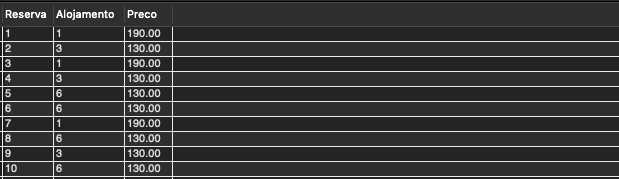 Reserva Alojamento Preco
1 1 190.00
2 3 130.00
3 1 190.00
4 3 130.00
5 6 130.00
6 6 130.00
7 1 190.00
8 6 130.00
9 3 130.00
10 6 130.00